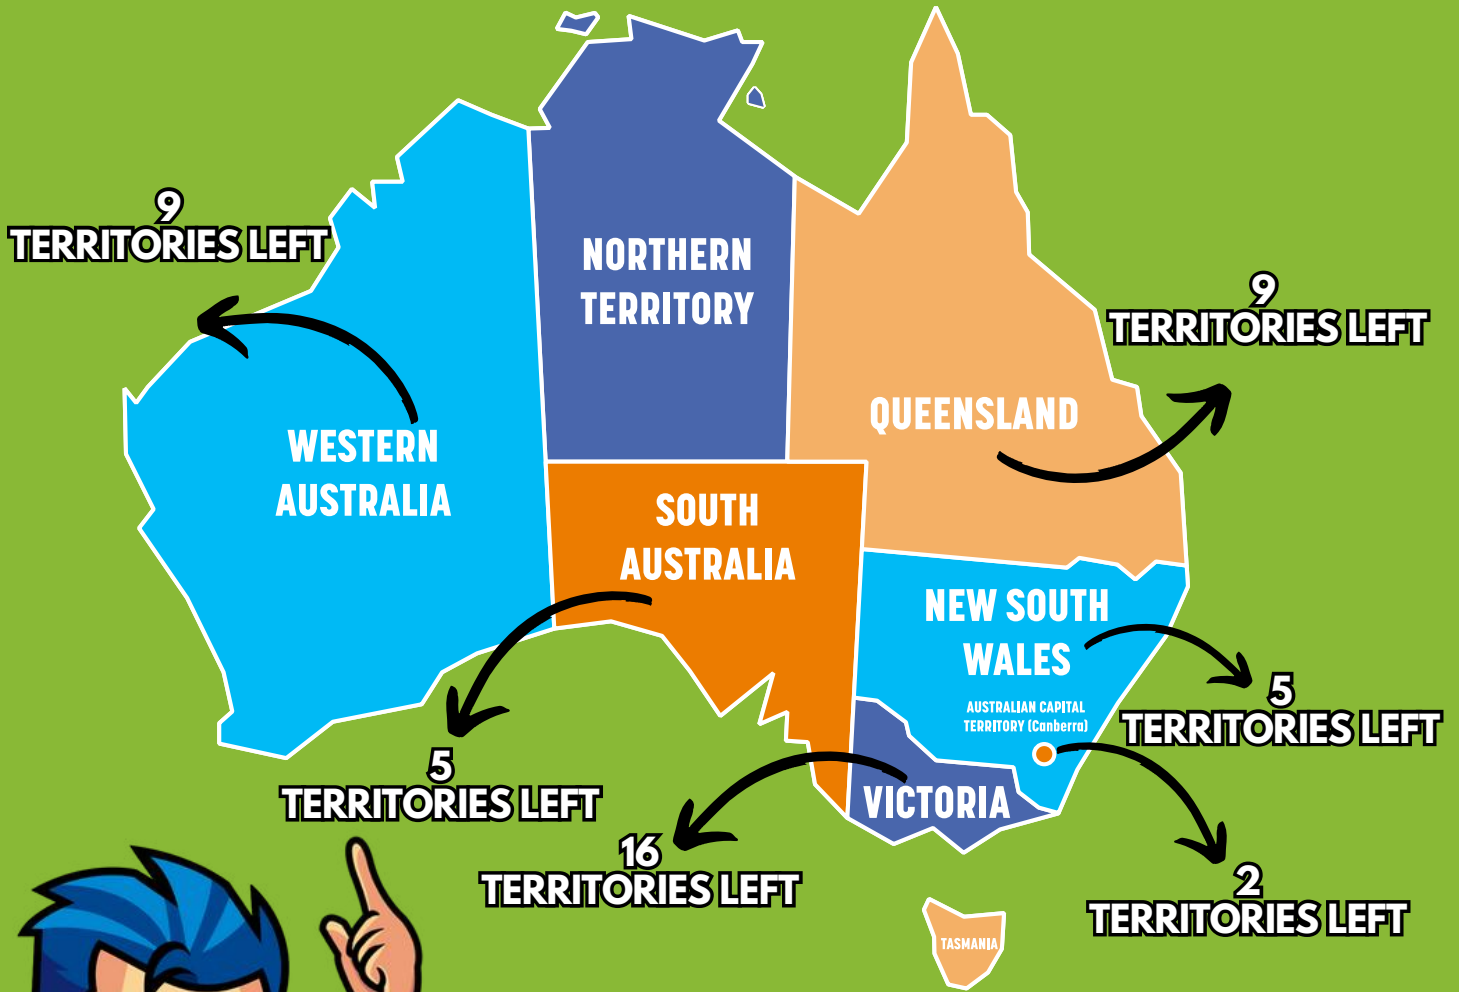 9
TERRITORIES LEFT
NORTHERN
TERRITORY
9
TERRITORIES LEFT
QUEENSLAND
WESTERN
AUSTRALIA
SOUTH
AUSTRALIA
NEW SOUTH
WALES
5
TERRITORIES LEFT
AUSTRALIAN CAPITAL
TERRITORY (Canberra)
5
TERRITORIES LEFT
VICTORIA
16
TERRITORIES LEFT
2
TERRITORIES LEFT
TASMANIA